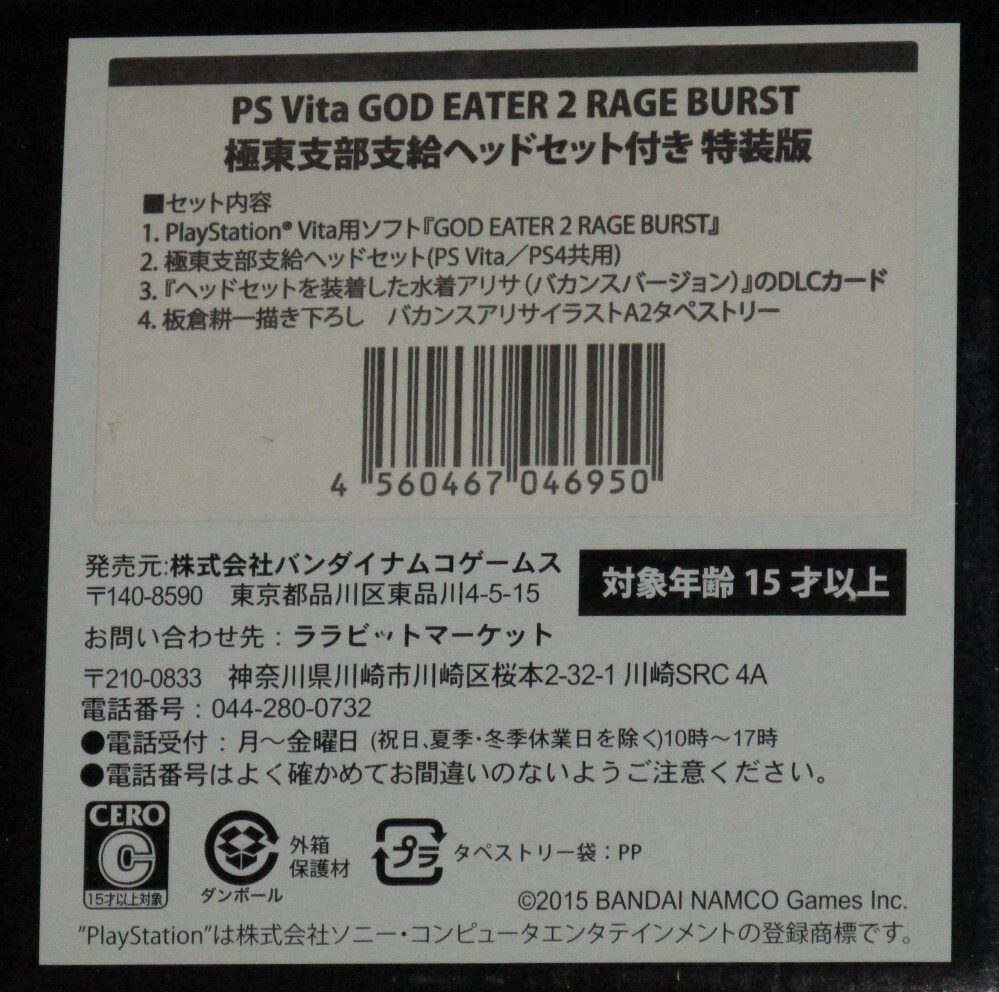 PS Vita GOD EATER 2 RAGE BURST
極東支部支給ヘッドセット付き 特装版
■セット内容
1. PlayStation® Vita用ソフト『GOD EATER 2 RAGE BURST』
2. 極東支部支給ヘッドセット(PS Vita／PS4共用)
3.『ヘッドセットを装着した水着アリサ（バカンスバージョン）』のDLCカード
4. 板倉耕一描き下ろし　バカンスアリサイラストA2タペストリー
4 560467 046950
発売元:株式会社バンダイナムコゲームス
〒140-8590　東京都品川区東品川4-5-15
対象年齢 15 才以上
お問い合わせ先：ララビットマーケット
〒210-0833　神奈川県川崎市川崎区桜本2-32-1 川崎SRC 4A
電話番号：044-280-0732
●電話受付：月～金曜日 (祝日、夏季・冬季休業日を除く)10時～17時
●電話番号はよく確かめてお間違いのないようご注意ください。
CERO
C
15才以上対象
ダンボール
外箱
保護材
プラ
タペストリー袋：PP
©2015 BANDAI NAMCO Games Inc.
"PlayStation"は株式会社ソニー・コンピュータエンタテインメントの登録商標です。